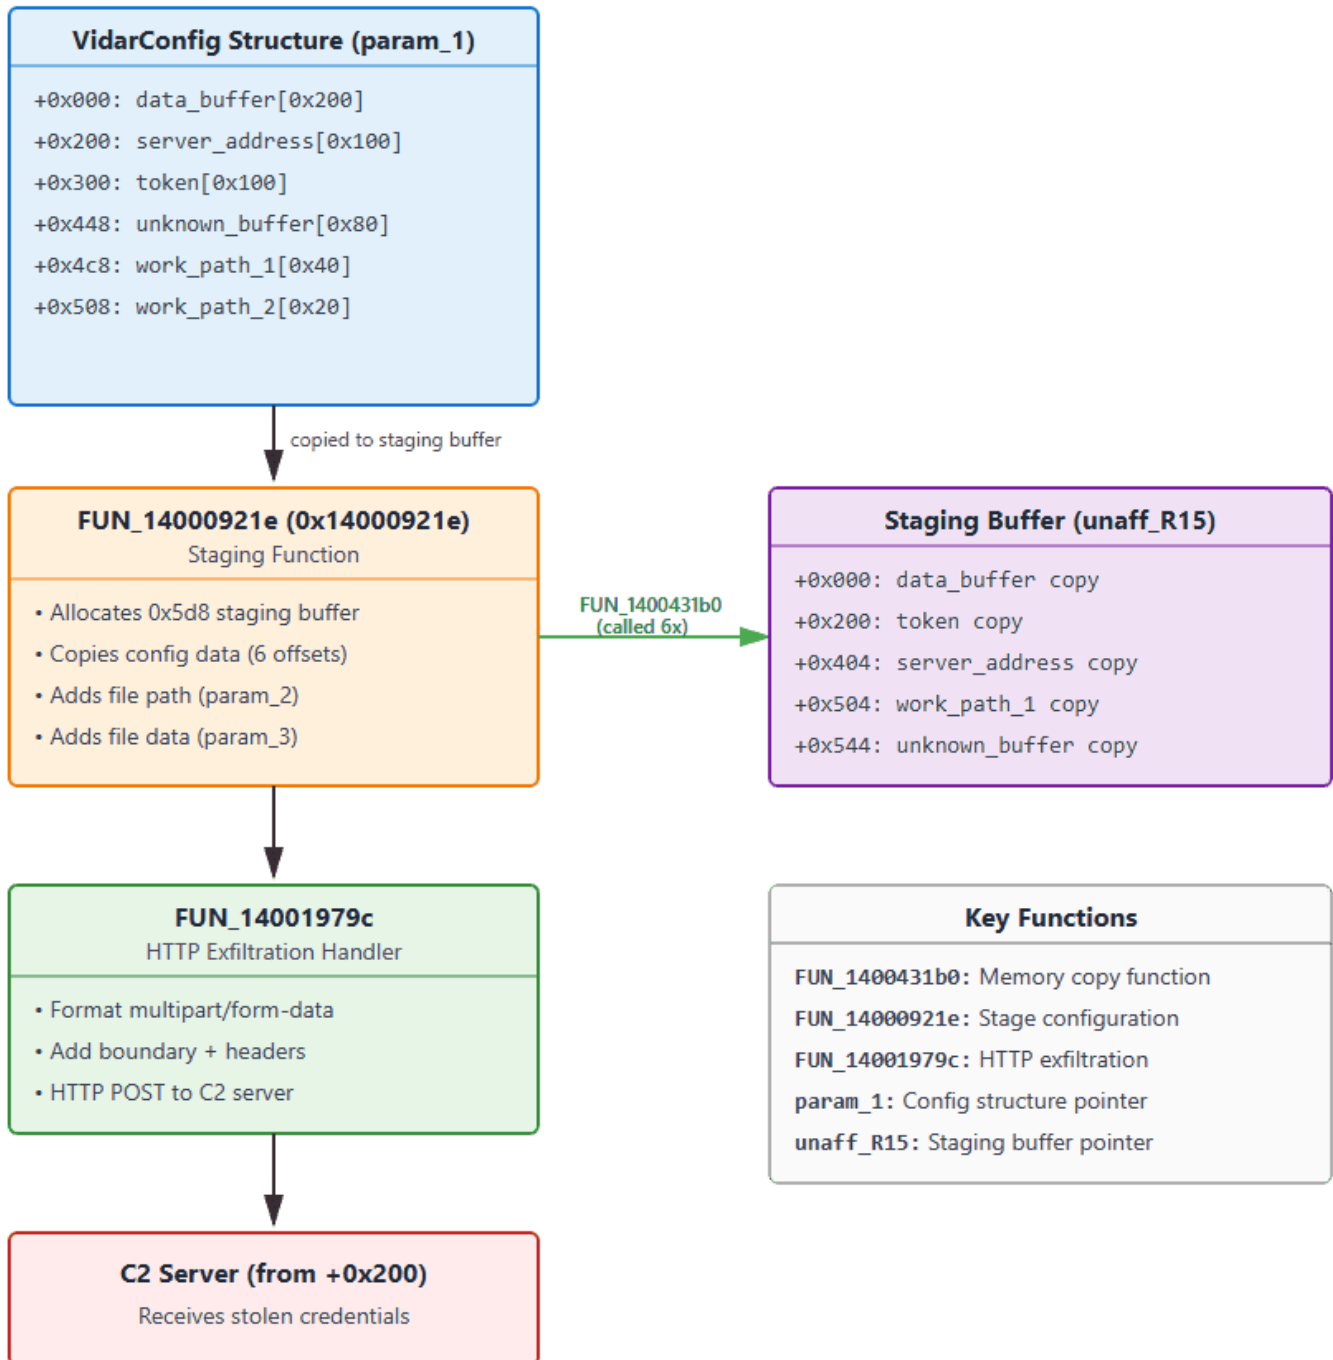 VidarConfig Structure (param_1)
+0x000: data_buffer[0x200]
+0x200: server_address[0x100]
+0x300: token[0x100]
+0x448: unknown_buffer[0x80]
+0x4c8: work_path_1[0x40]
+0x508: work_path_2[0x20]
copied to staging buffer
FUN_14000921e (0x14000921e)
Staging Function
• Allocates 0x5d8 staging buffer
• Copies config data (6 offsets)
• Adds file path (param_2)
• Adds file data (param_3)
FUN_1400431b0
(called 6x)
Staging Buffer (unaff_R15)
+0x000: data_buffer copy
+0x200: token copy
+0x404: server_address copy
+0x504: work_path_1 copy
+0x544: unknown_buffer copy
FUN_14001979c
HTTP Exfiltration Handler
• Format multipart/form-data
• Add boundary + headers
• HTTP POST to C2 server
Key Functions
FUN_1400431b0: Memory copy function
FUN_14000921e: Stage configuration
FUN_14001979c: HTTP exfiltration
param_1: Config structure pointer
unaff_R15: Staging buffer pointer
C2 Server (from +0x200)
Receives stolen credentials